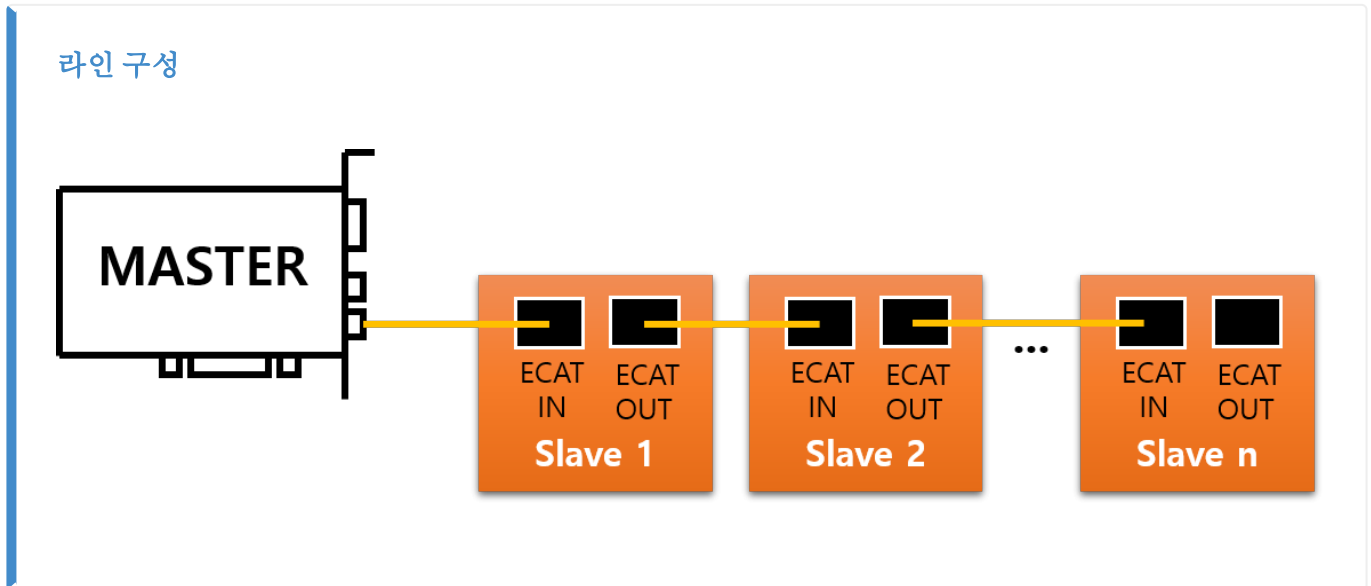 라인 구성
MASTER
ECAT
IN
ECAT
OUT
Slave 1
ECAT
IN
ECAT
OUT
Slave 2
...
ECAT
IN
ECAT
OUT
Slave n